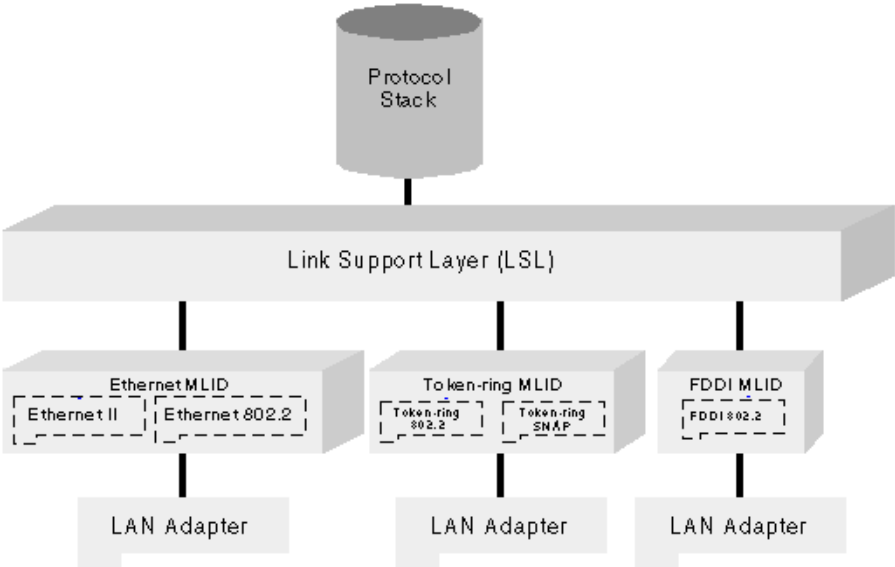 Protocol
Stack
Link Support Layer (LSL)
Ethernet MLID
Ethernet II
Ethernet 802.2
Token-ring MLID
Token-ring
802.2
Token-ring
SNAP
FDDI MLID
FDDI 802.2
LAN Adapter
LAN Adapter
LAN Adapter